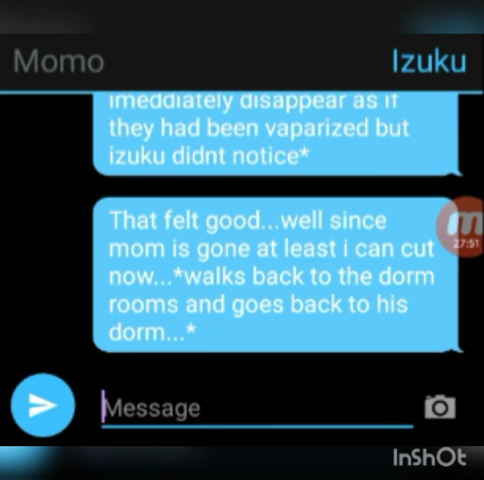 Momo
Izuku
imeddiately disappear as if
they had been vaparized but
izuku didnt notice*
That felt good...well since
mom is gone at least i can cut
now...*walks back to the dorm
rooms and goes back to his
dorm...*
27:51
Message
InShOt